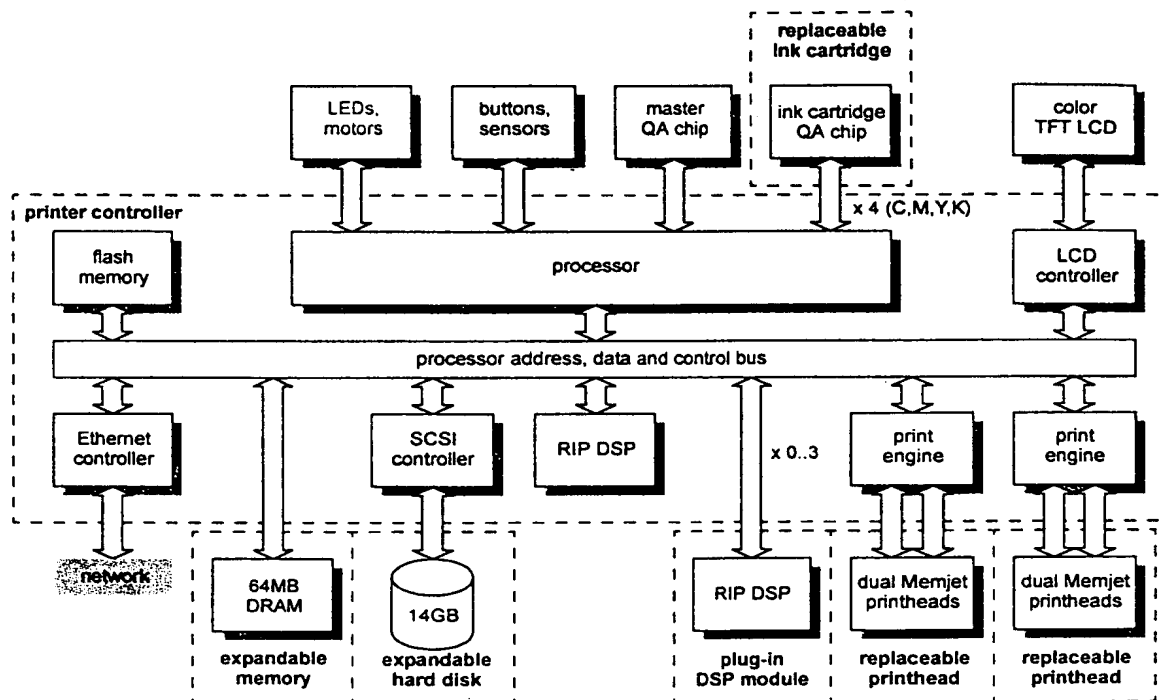 replaceable
ink cartridge
LEDs,
motors
buttons,
sensors
master
QA chip
ink cartridge
QA chip
color
TFT LCD
printer controller
x 4 (C,M,Y,K)
flash
memory
processor
LCD
controller
processor address, data and control bus
Ethernet
controller
SCSI
controller
RIP DSP
x 0..3
print
engine
print
engine
network
64MB
DRAM
14GB
RIP DSP
dual Memjet
printheads
dual Memjet
printheads
expandable
memory
expandable
hard disk
plug-in
DSP module
replaceable
printhead
replaceable
printhead